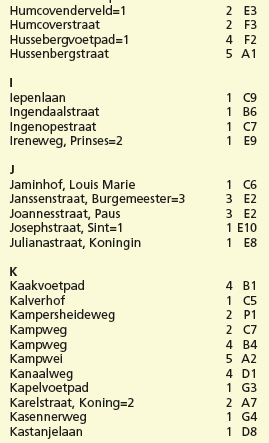 Humcovenderveld=1 2 E3
Humcoverstraat 2 F3
Hussebergvoetpad=1 4 F2
Hussenbergstraat 5 A1
I
Iepenlaan 1 C9
Ingendaalstraat 1 B6
Ingenopestraat 1 C7
Ireneweg, Prinses=2 1 E9
J
Jaminhof, Louis Marie 1 C6
Janssenstraat, Burgemeester=3 3 E2
Joannesstraat, Paus 3 E2
Josephstraat, Sint=1 1 E10
Julianastraat, Koningin 1 E8
K
Kaakvoetpad 4 B1
Kalverhof 1 C5
Kampersheideweg 2 P1
Kampweg 2 C7
Kampweg 4 B4
Kampwei 5 A2
Kanaalweg 4 D1
Kapelvoetpad 1 G3
Karelstraat, Koning=2 2 A7
Kasennerweg 1 G4
Kastanjelaan 1 D8